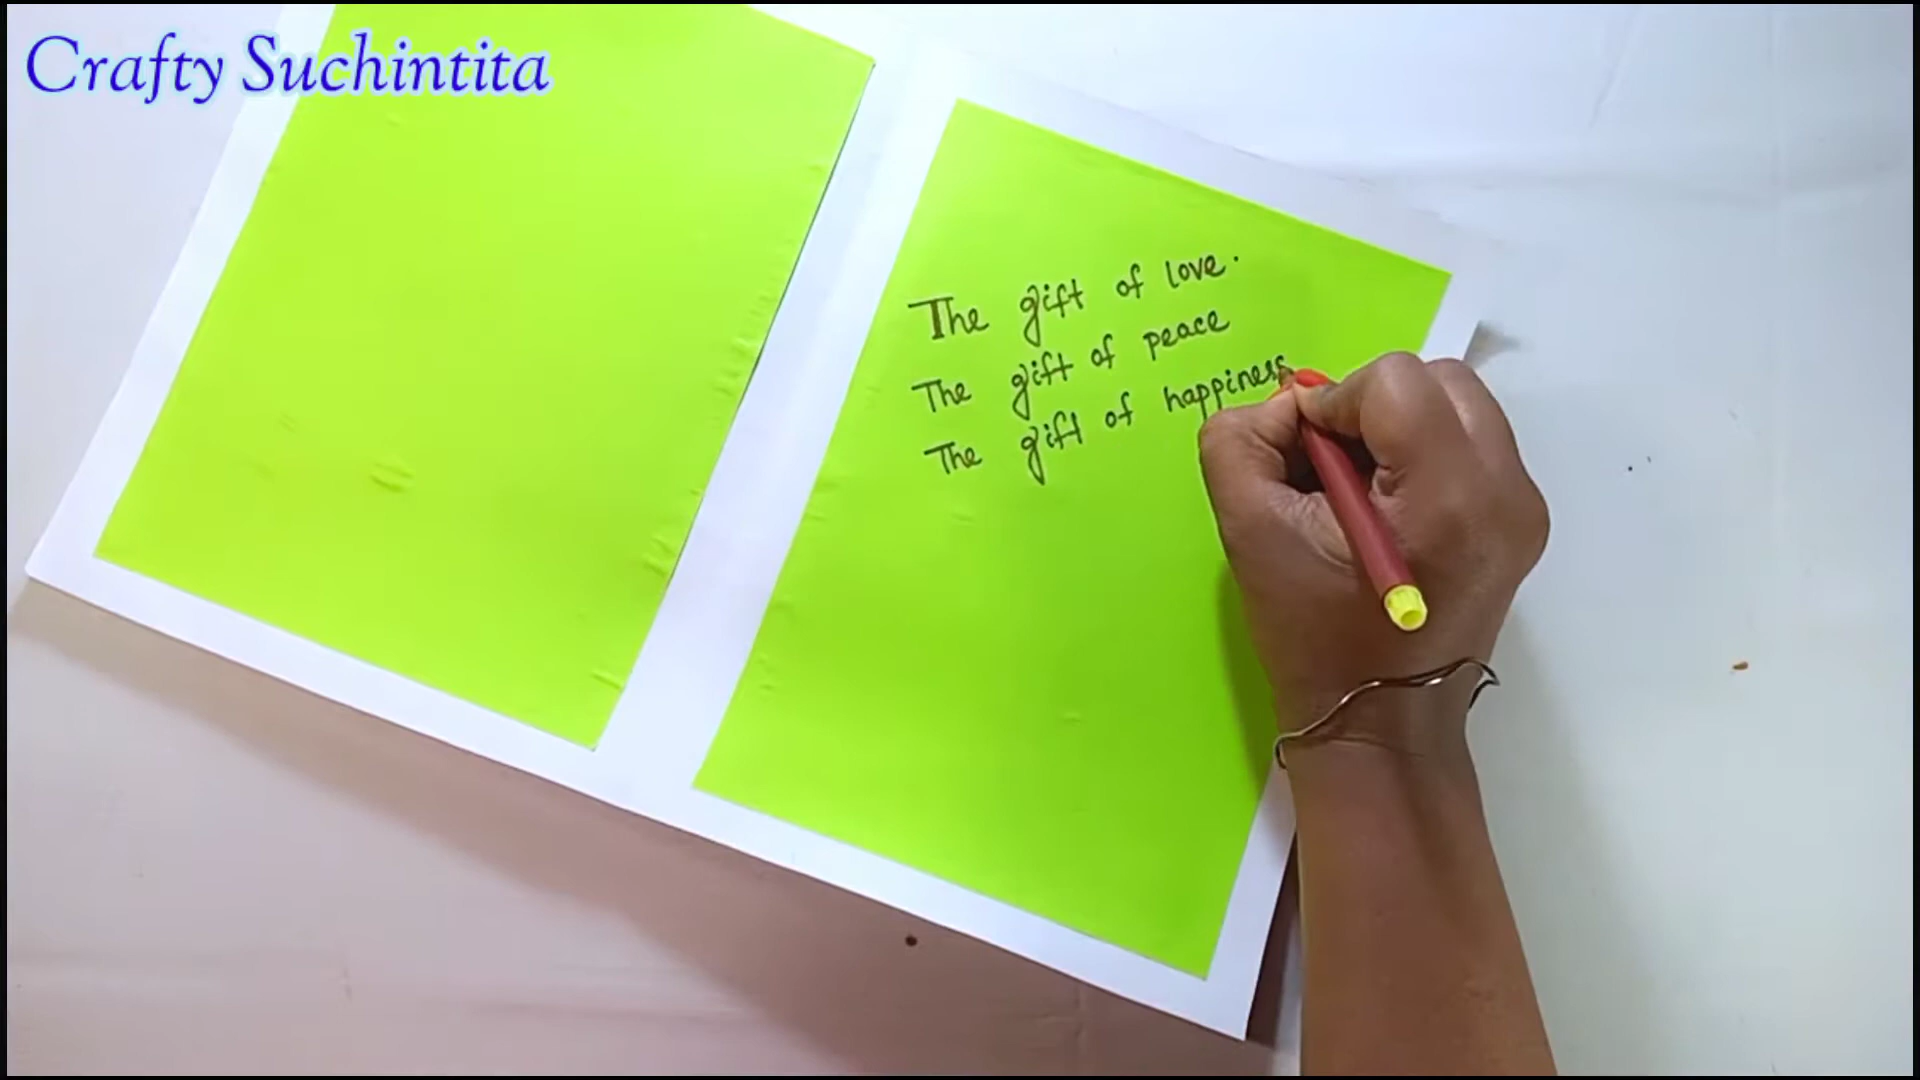 Crafty Suchintita
The gift of love.
The gift of peace
The gift of happiness